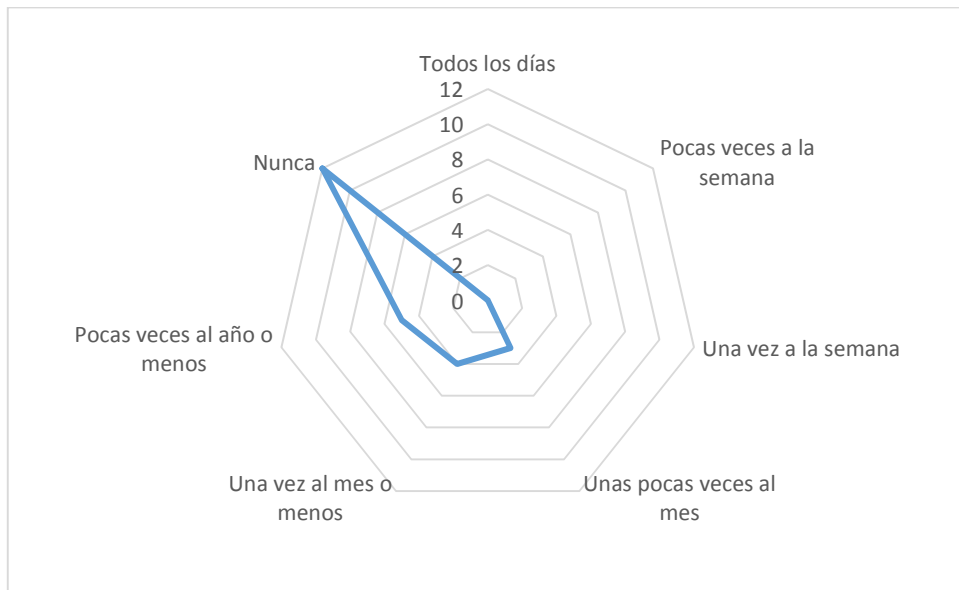 Todos los días
12
10
8
6
4
2
0
Pocas veces a la
semana
Una vez a la semana
Unas pocas veces al
mes
Una vez al mes o
menos
Pocas veces al año o
menos
Nunca